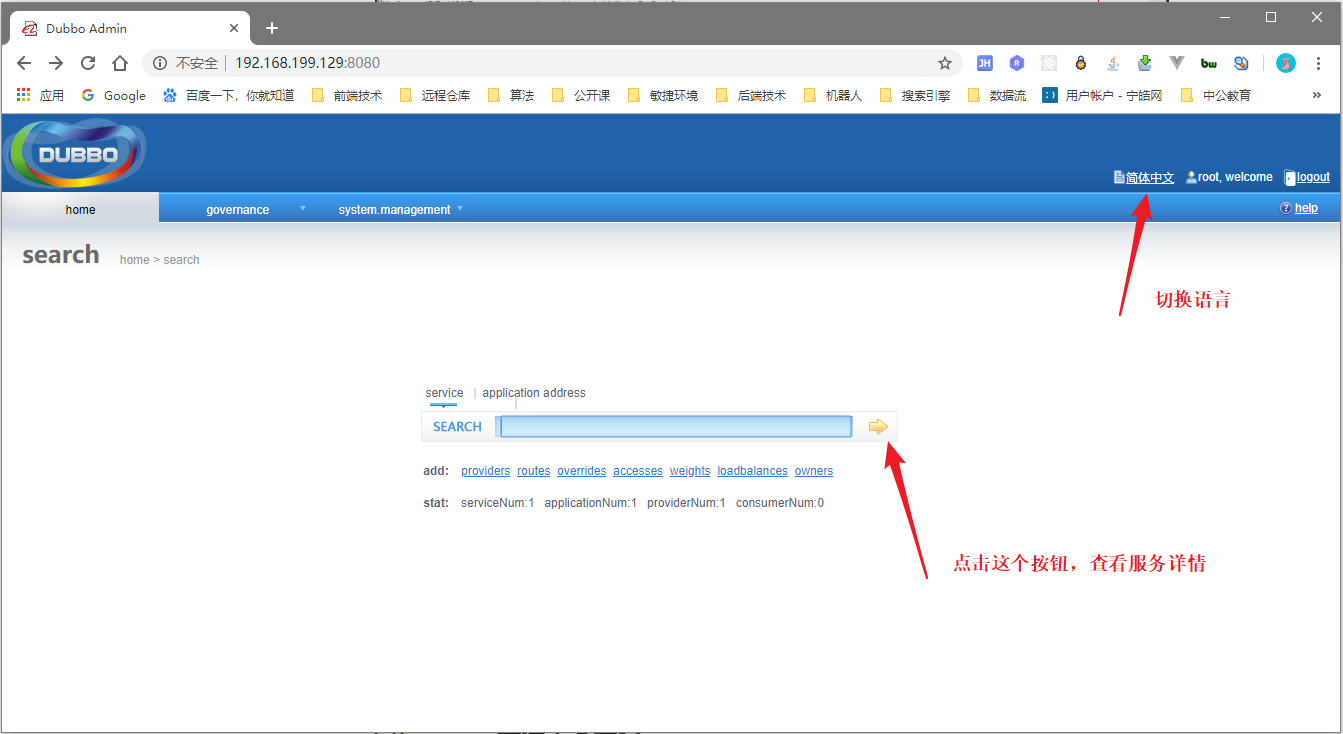 Dubbo Admin
不安全 192.168.199.129:8080
JH R bw
应用 Google 百度一下，你就知道 前端技术 远程仓库 算法 公开课 敏捷环境 后端技术 机器人 搜索引擎 数据流 :) 用户帐户 - 宁皓网 中公教育 »
DUBBO
简体中文 root, welcome logout
home governance system.management ? help
search home > search
切换语言
service | application address
SEARCH
add: providers routes overrides accesses weights loadbalances owners
stat: serviceNum:1 applicationNum:1 providerNum:1 consumerNum:0
点击这个按钮，查看服务详情